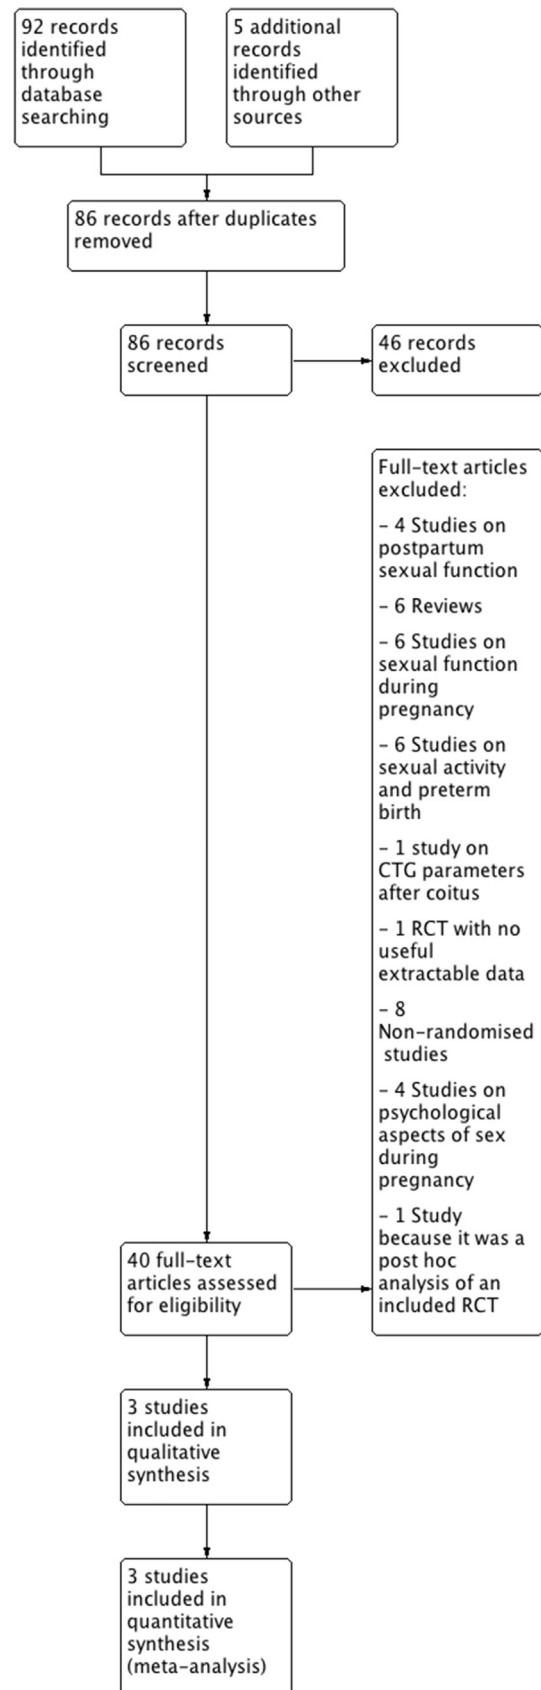 92 records
identified
through
database
searching
5 additional
records
identified
through other
sources
86 records after duplicates
removed
86 records
screened
46 records
excluded
Full-text articles
excluded:
- 4 Studies on
postpartum
sexual function
- 6 Reviews
- 6 Studies on
sexual function
during
pregnancy
- 6 Studies on
sexual activity
and preterm
birth
- 1 study on
CTG parameters
after coitus
- 1 RCT with no
useful
extractable data
- 8
Non-randomised
studies
- 4 Studies on
psychological
aspects of sex
during
pregnancy
- 1 Study
because it was a
post hoc
analysis of an
included RCT
40 full-text
articles assessed
for eligibility
3 studies
included in
qualitative
synthesis
3 studies
included in
quantitative
synthesis
(meta-analysis)